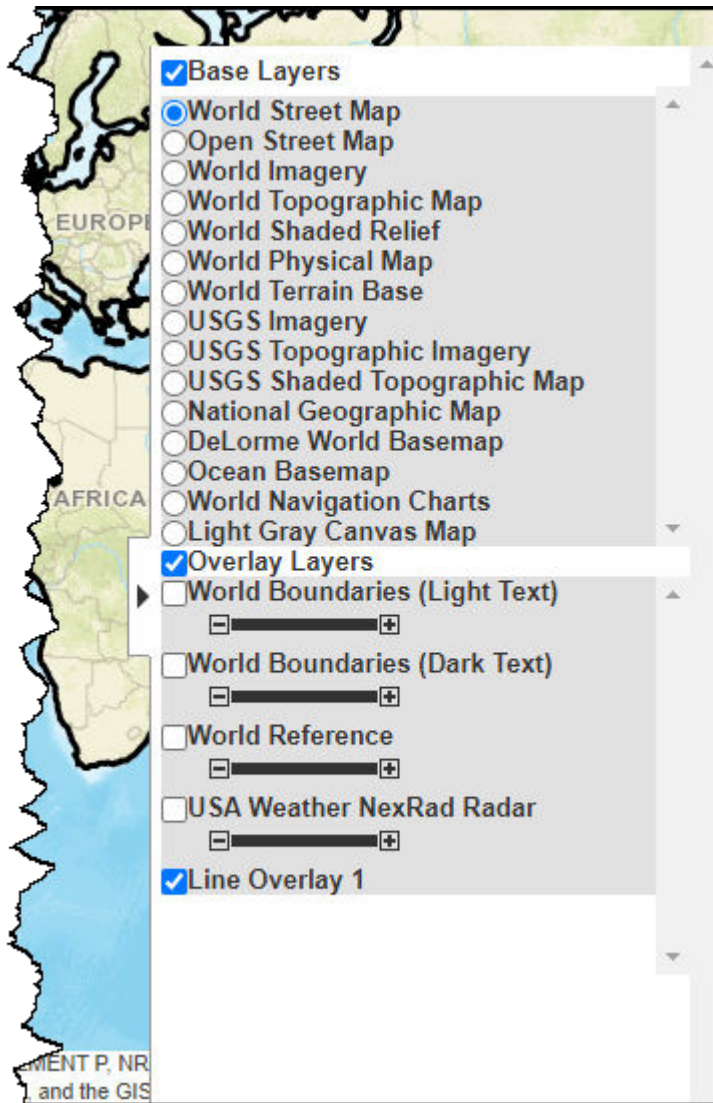 Base Layers
World Street Map
Open Street Map
World Imagery
World Topographic Map
World Shaded Relief
World Physical Map
World Terrain Base
USGS Imagery
USGS Topographic Imagery
USGS Shaded Topographic Map
National Geographic Map
DeLorme World Basemap
Ocean Basemap
World Navigation Charts
Light Gray Canvas Map
Overlay Layers
World Boundaries (Light Text)
World Boundaries (Dark Text)
World Reference
USA Weather NexRad Radar
Line Overlay 1
EUROPE
AFRICA
MENT P, NR
, and the GIS